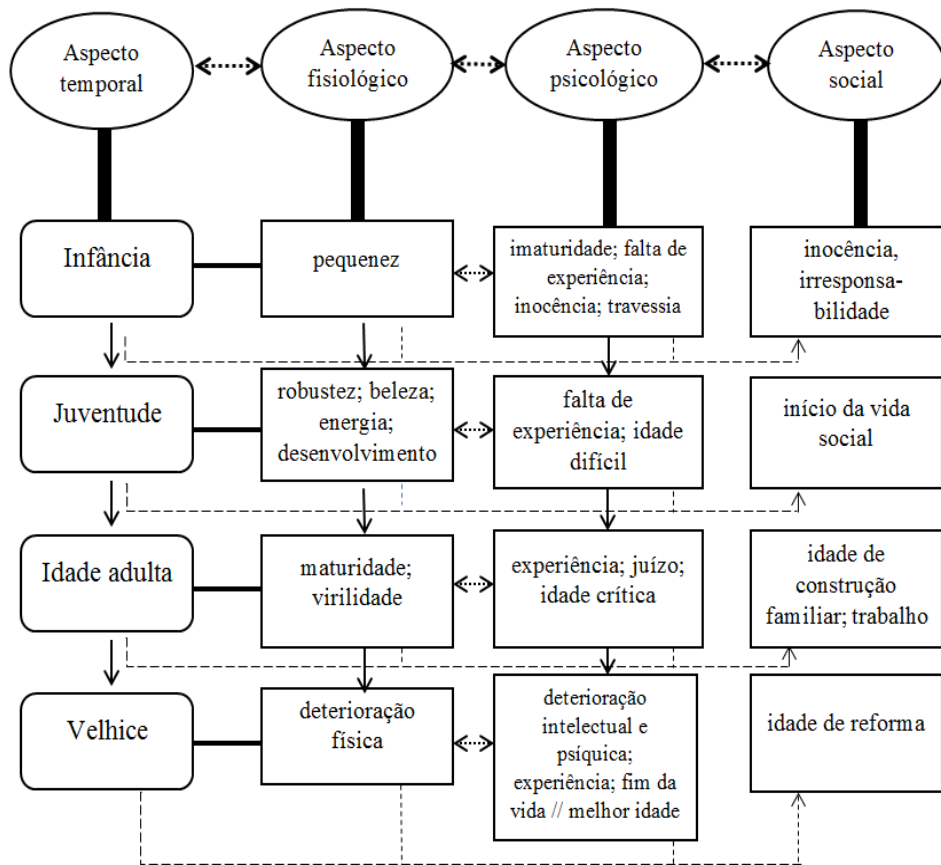 Aspecto
temporal
Aspecto
fisiológico
Aspecto
psicológico
Aspecto
social
Infância
pequenez
imaturidade; falta de
experiência;
inocência; travessia
inocência,
irresponsa-
bilidade
Juventude
robustez; beleza;
energia;
desenvolvimento
falta de
experiência; idade
difícil
início da vida
social
Idade adulta
maturidade;
virilidade
experiência; juízo;
idade crítica
idade de
construção
familiar; trabalho
Velhice
deterioração
física
deterioração
intelectual e
psíquica;
experiência; fim da
vida // melhor idade
idade de reforma